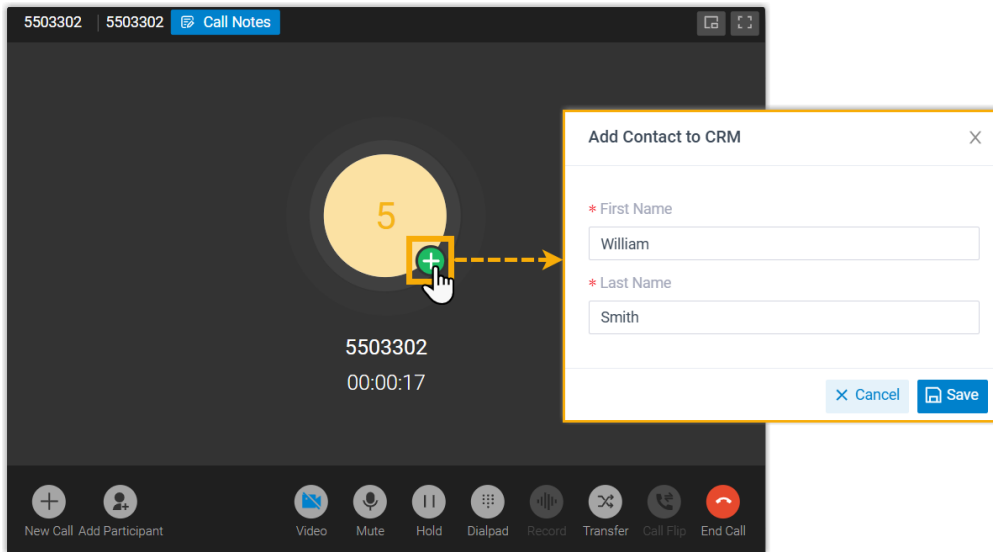 5503302 5503302 Call Notes
5
5503302
00:00:17
Add Contact to CRM
* First Name
William
* Last Name
Smith
Cancel Save
New Call Add Participant Video Mute Hold Dialpad Record Transfer Call Flip End Call